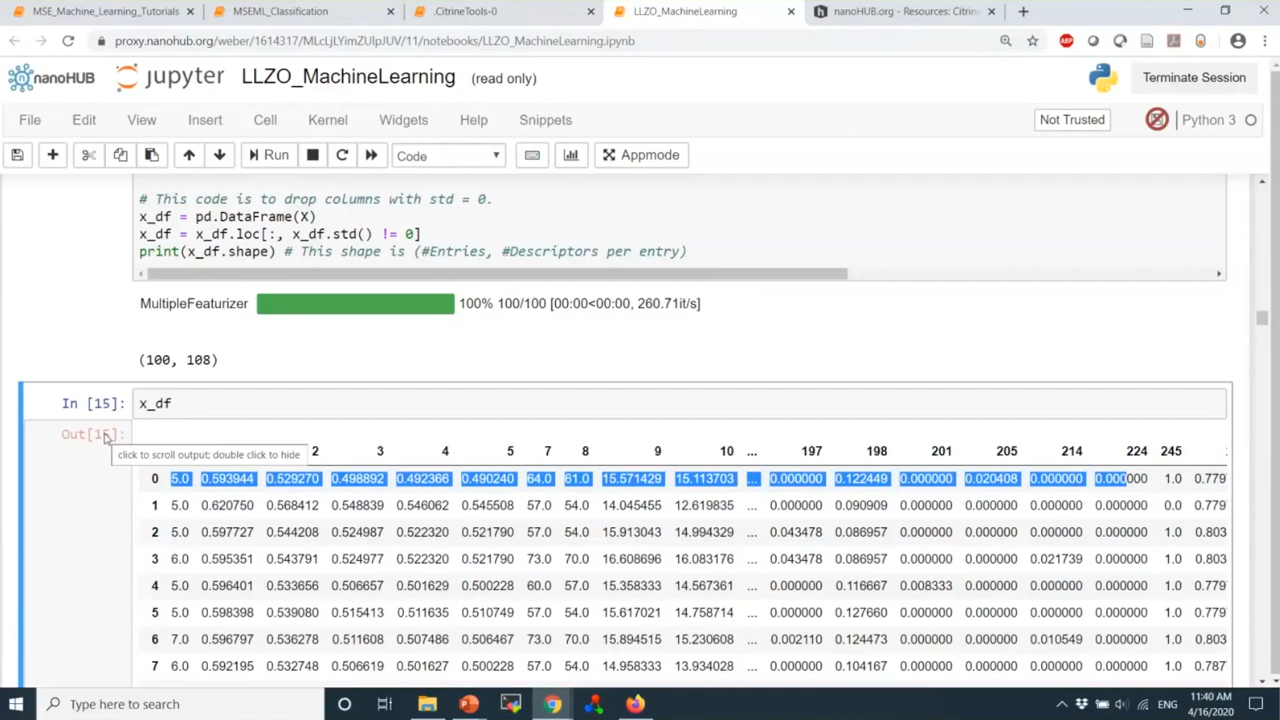 MSE_Machine_Learning_Tutorials
MSEML_Classification
.CitrineTools-0
LLZO_MachineLearning
nanoHUB.org - Resources: Citrin
proxy.nanohub.org/weber/1614317/MLcLjLYimZUlpJUV/11/notebooks/LLZO_MachineLearning.ipynb
ABP
nanoHUB
jupyter
LLZO_MachineLearning
(read only)
Terminate Session
File Edit View Insert Cell Kernel Widgets Help Snippets
Not Trusted
Python 3
Run
Code
Appmode
# This code is to drop columns with std = 0.
x_df = pd.DataFrame(X)
x_df = x_df.loc[:, x_df.std() != 0]
print(x_df.shape) # This shape is (#Entries, #Descriptors per entry)
MultipleFeaturizer 100% 100/100 [00:00<00:00, 260.71it/s]
(100, 108)
In [15]: x_df
Out[15]:
click to scroll output; double click to hide
2 3 4 5 7 8 9 10 ... 197 198 201 205 214 224 245
0 5.0 0.593944 0.529270 0.498892 0.492366 0.490240 64.0 61.0 15.571429 15.113703 ... 0.000000 0.122449 0.000000 0.020408 0.000000 0.000000 1.0 0.779
1 5.0 0.620750 0.568412 0.548839 0.546062 0.545508 57.0 54.0 14.045455 12.619835 ... 0.000000 0.090909 0.000000 0.000000 0.000000 0.000000 0.0 0.779
2 5.0 0.597727 0.544208 0.524987 0.522320 0.521790 57.0 54.0 15.913043 14.994329 ... 0.043478 0.086957 0.000000 0.000000 0.000000 0.000000 1.0 0.803
3 6.0 0.595351 0.543791 0.524977 0.522320 0.521790 73.0 70.0 16.608696 16.083176 ... 0.043478 0.086957 0.000000 0.000000 0.021739 0.000000 1.0 0.803
4 5.0 0.596401 0.533656 0.506657 0.501629 0.500228 60.0 57.0 15.358333 14.567361 ... 0.000000 0.116667 0.008333 0.000000 0.000000 0.000000 1.0 0.779
5 5.0 0.598398 0.539080 0.515413 0.511635 0.510749 57.0 54.0 15.617021 14.758714 ... 0.000000 0.127660 0.000000 0.000000 0.000000 0.000000 1.0 0.779
6 7.0 0.596797 0.536278 0.511608 0.507486 0.506467 73.0 70.0 15.894515 15.230608 ... 0.002110 0.124473 0.000000 0.000000 0.010549 0.000000 1.0 0.803
7 6.0 0.592195 0.532748 0.506619 0.501627 0.500228 73.0 70.0 14.958333 13.934028 ... 0.000000 0.104167 0.000000 0.000000 0.000000 0.000000 1.0 0.787
Type here to search
ENG
11:40 AM
4/16/2020